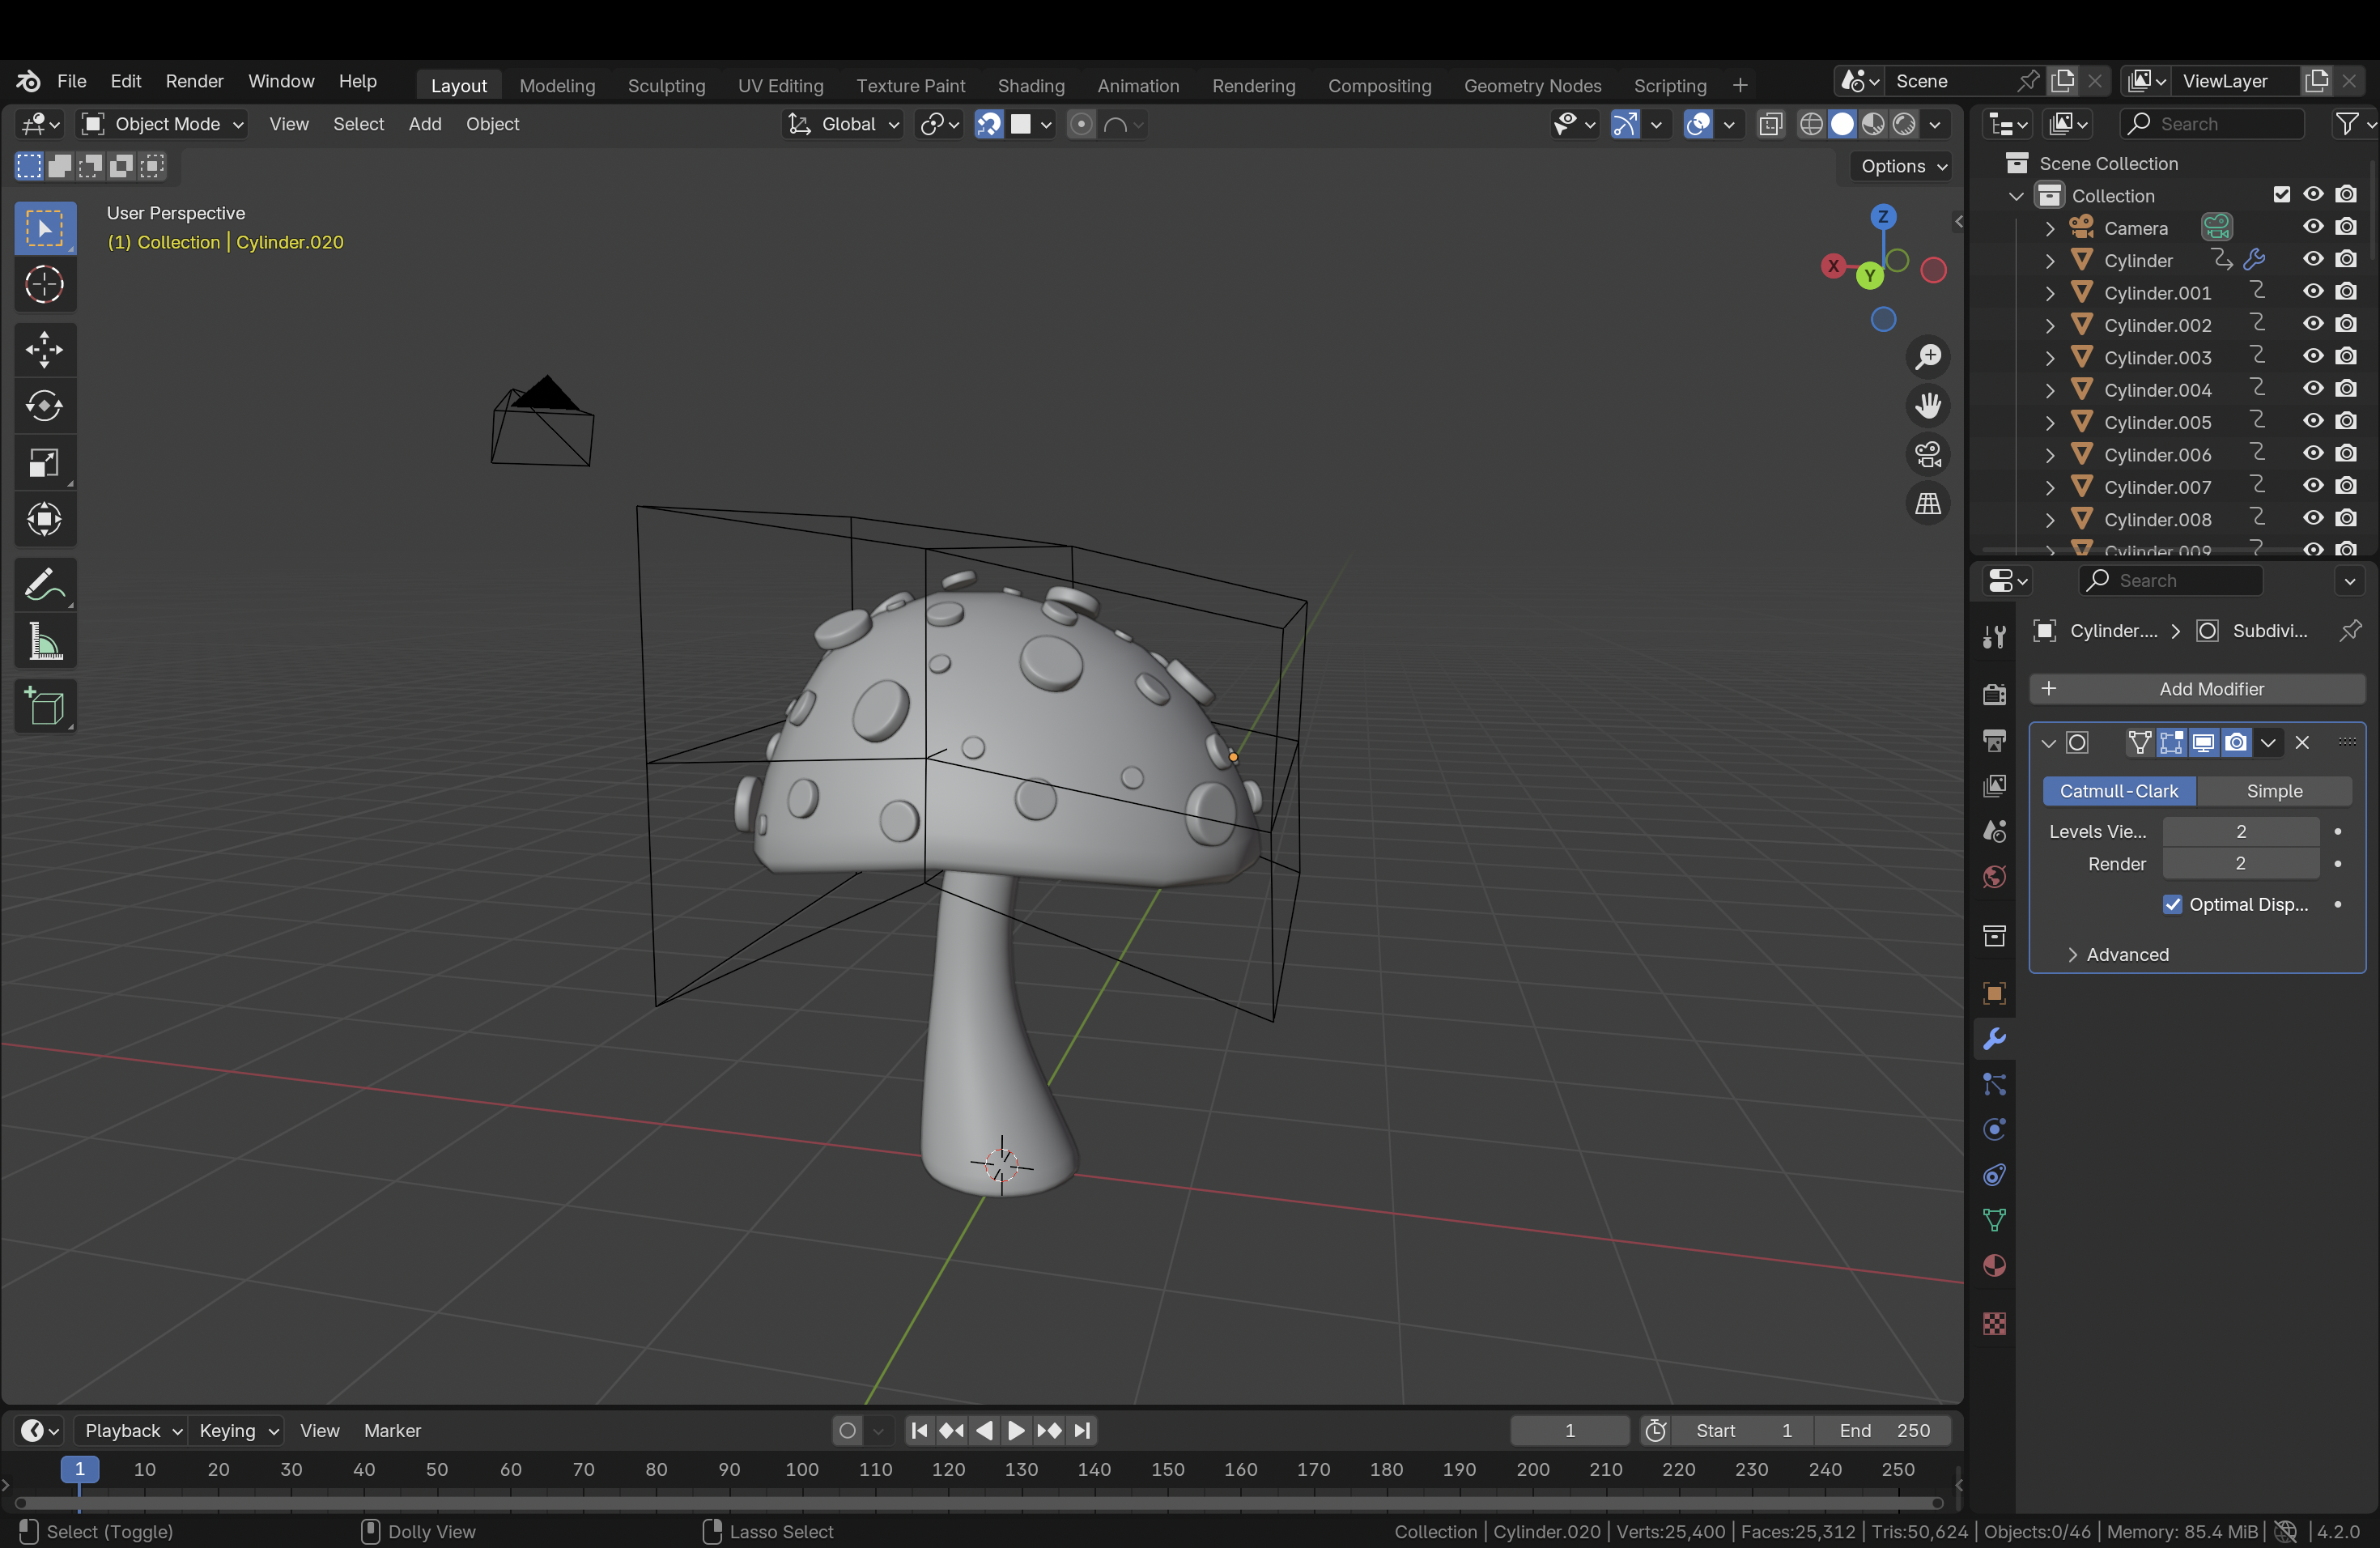 File Edit Render Window Help Layout Modeling Sculpting UV Editing Texture Paint Shading Animation Rendering Compositing Geometry Nodes Scripting + Scene ViewLayer
Object Mode View Select Add Object Global Search
Options
User Perspective
(1) Collection | Cylinder.020
Z
X
Y
Scene Collection
Collection
Camera
Cylinder
Cylinder.001
Cylinder.002
Cylinder.003
Cylinder.004
Cylinder.005
Cylinder.006
Cylinder.007
Cylinder.008
Cylinder.009
Search
Cylinder.... > Subdivi...
+ Add Modifier
Catmull-Clark Simple
Levels Vie... 2
Render 2
Optimal Disp...
Advanced
Playback Keying View Marker 1 Start 1 End 250
1 10 20 30 40 50 60 70 80 90 100 110 120 130 140 150 160 170 180 190 200 210 220 230 240 250
Select (Toggle) Dolly View Lasso Select Collection | Cylinder.020 | Verts:25,400 | Faces:25,312 | Tris:50,624 | Objects:0/46 | Memory: 85.4 MiB | 4.2.0